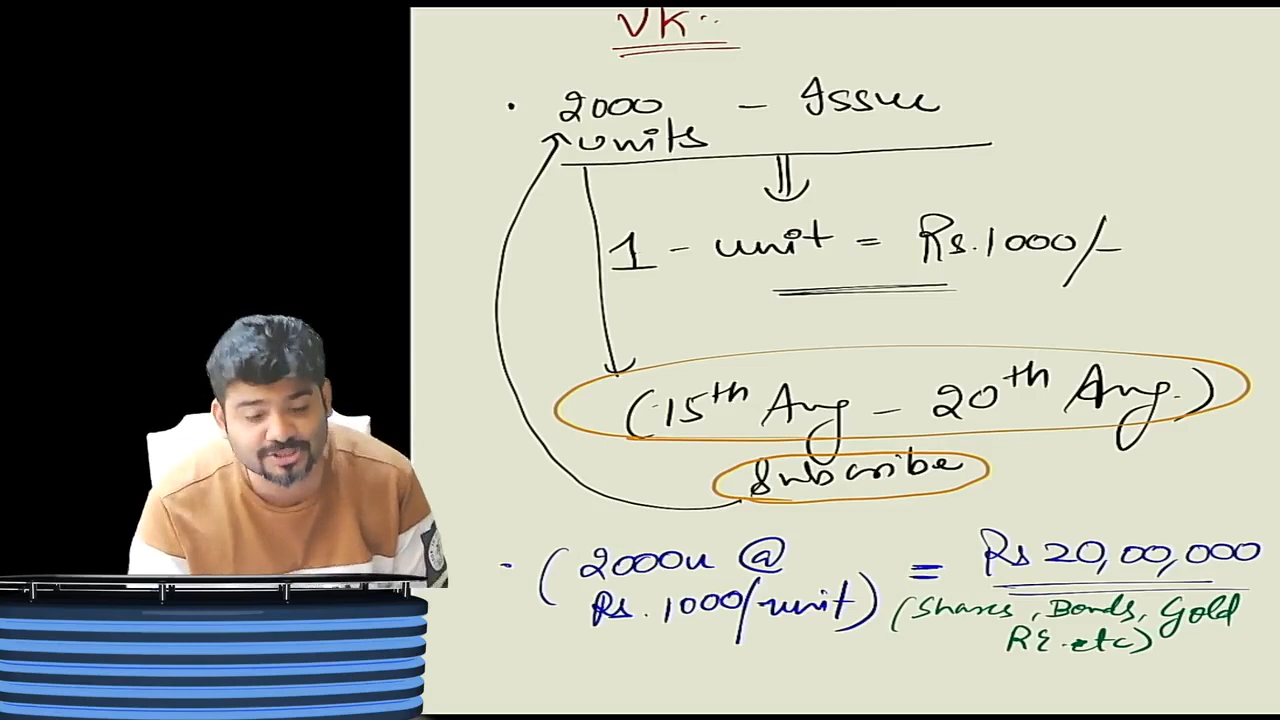 VK..
· 2000 - Issue
units
1 - unit = Rs.1000/-
(15th Aug - 20th Aug.)
Subscribe
· (2000u @ = Rs 20,00,000
Rs. 1000/unit) (Shares, Bonds, Gold
RE. etc)